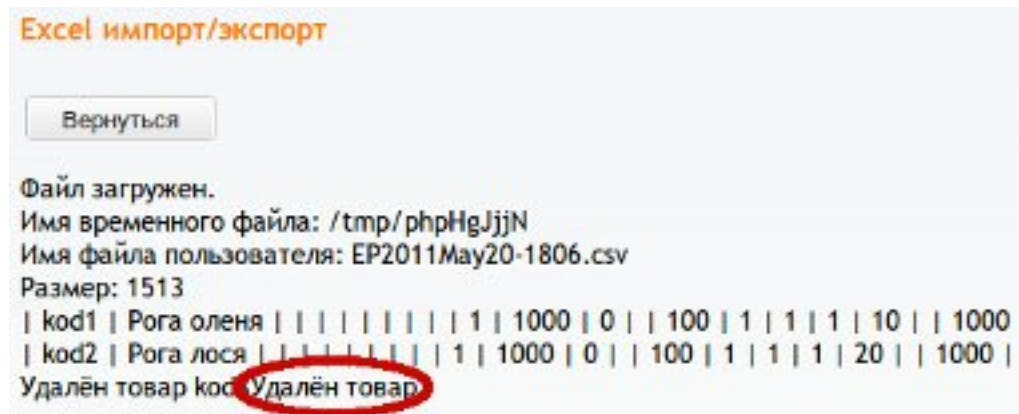 Excel импорт/экспорт
Вернуться
Файл загружен.
Имя временного файла: /tmp/phpHgJjjN
Имя файла пользователя: EP2011May20-1806.csv
Размер: 1513
| kod1 | Рога оленя | | | | | | | | | 1 | 1000 | 0 | | 100 | 1 | 1 | 1 | 10 | | 1000
| kod2 | Рога лося | | | | | | | | | 1 | 1000 | 0 | | 100 | 1 | 1 | 1 | 20 | | 1000 |
Удалён товар Удалён товар